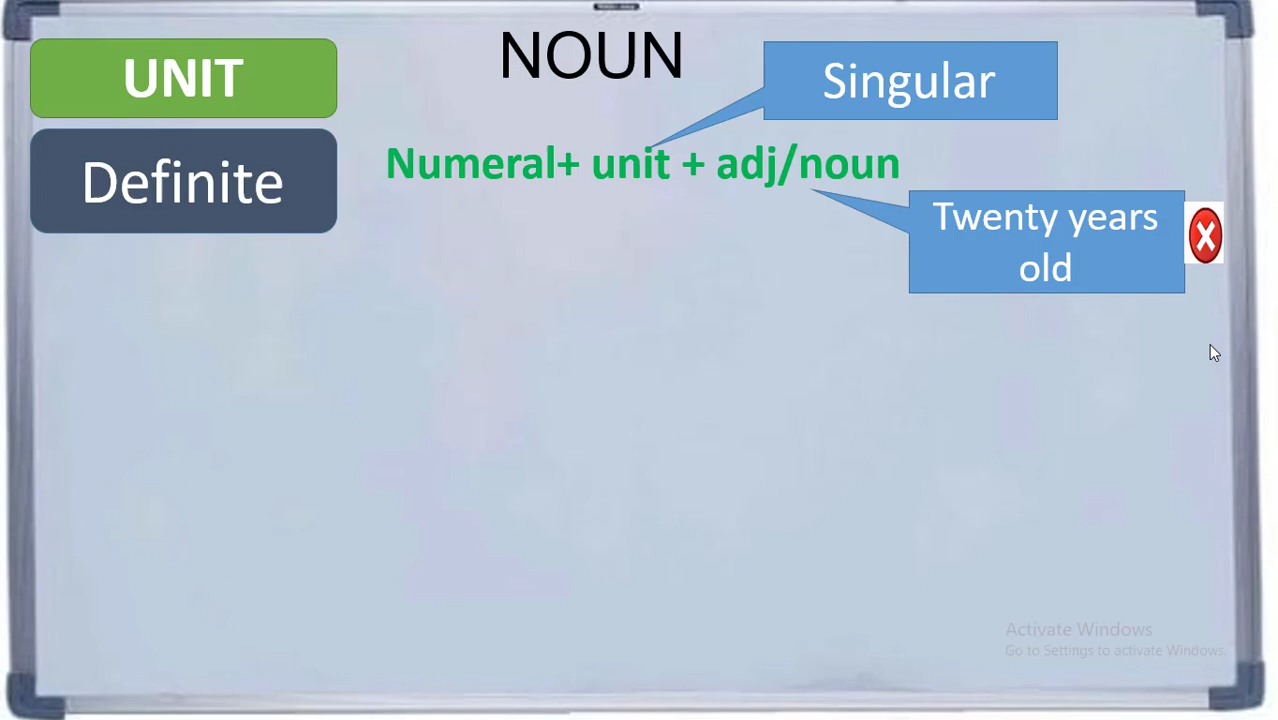 NOUN
UNIT
Singular
Definite
Numeral+ unit + adj/noun
Twenty years
old
X
Activate Windows
Go to Settings to activate Windows.